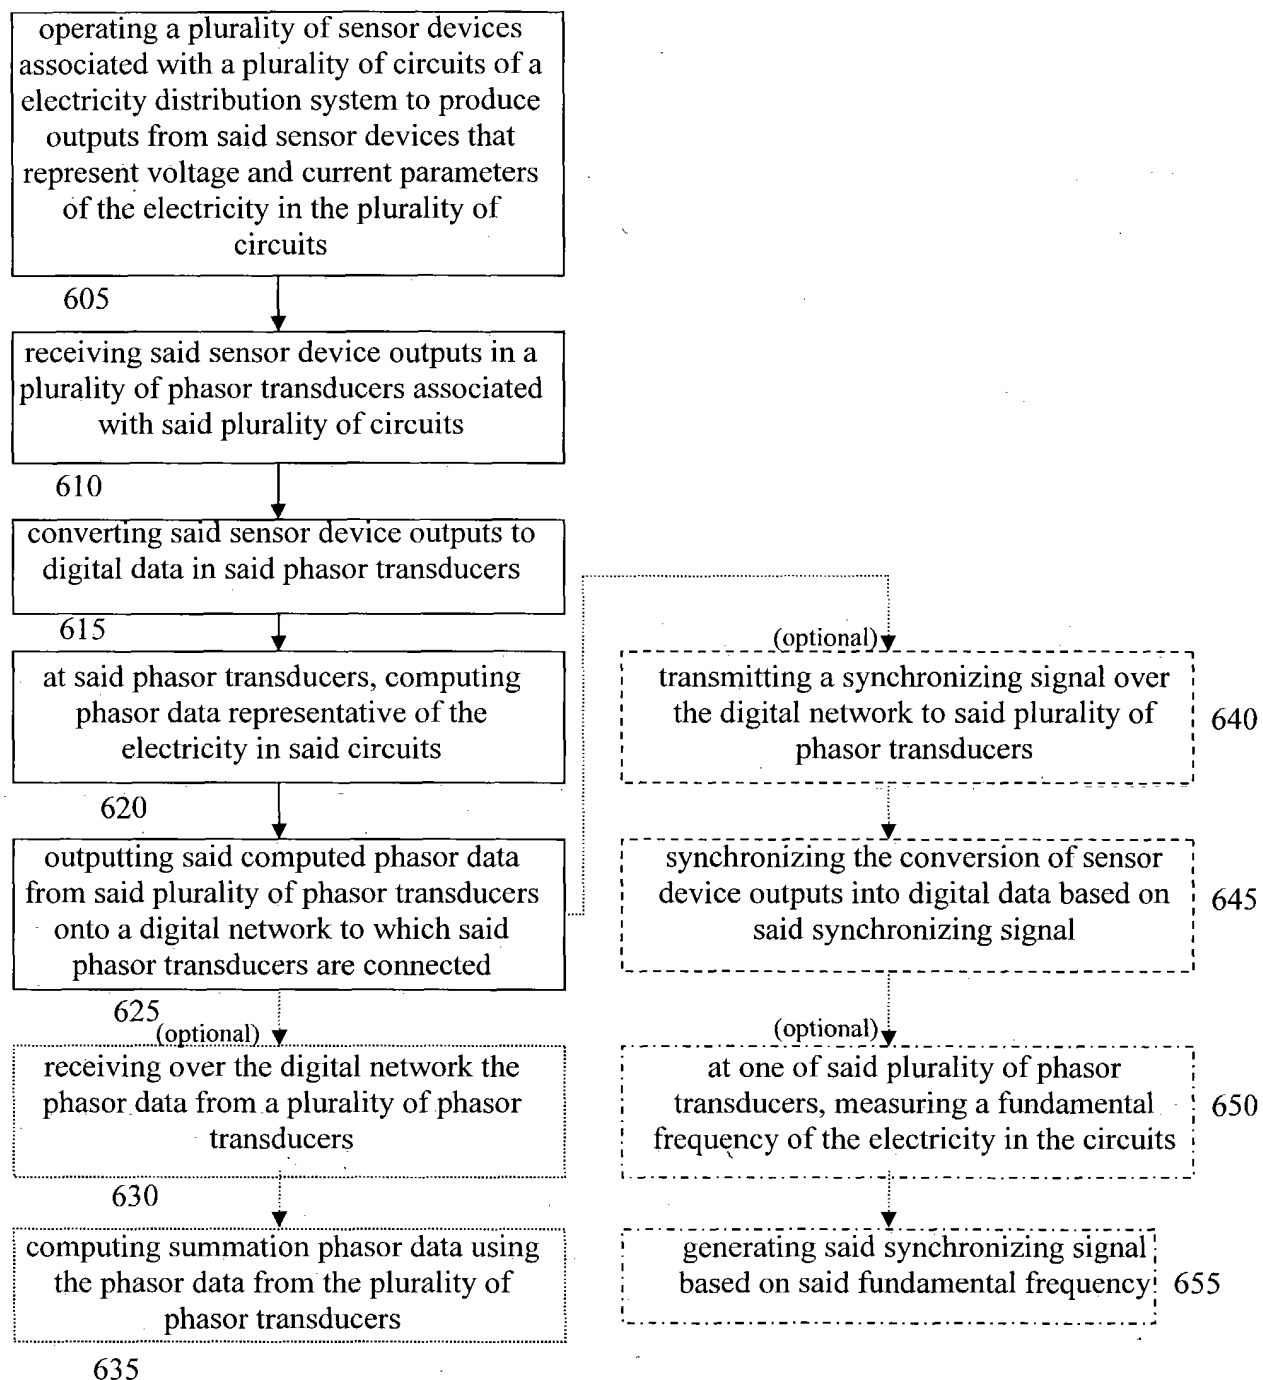 operating a plurality of sensor devices
associated with a plurality of circuits of a
electricity distribution system to produce
outputs from said sensor devices that
represent voltage and current parameters
of the electricity in the plurality of
circuits
605
receiving said sensor device outputs in a
plurality of phasor transducers associated
with said plurality of circuits
610
converting said sensor device outputs to
digital data in said phasor transducers
615
at said phasor transducers, computing
phasor data representative of the
electricity in said circuits
620
outputting said computed phasor data
from said plurality of phasor transducers
onto a digital network to which said
phasor transducers are connected
625
(optional)
receiving over the digital network the
phasor data from a plurality of phasor
transducers
630
computing summation phasor data using
the phasor data from the plurality of
phasor transducers
635
(optional)
transmitting a synchronizing signal over
the digital network to said plurality of
phasor transducers
640
synchronizing the conversion of sensor
device outputs into digital data based on
said synchronizing signal
645
(optional)
at one of said plurality of phasor
transducers, measuring a fundamental
frequency of the electricity in the circuits
650
generating said synchronizing signal
based on said fundamental frequency
655